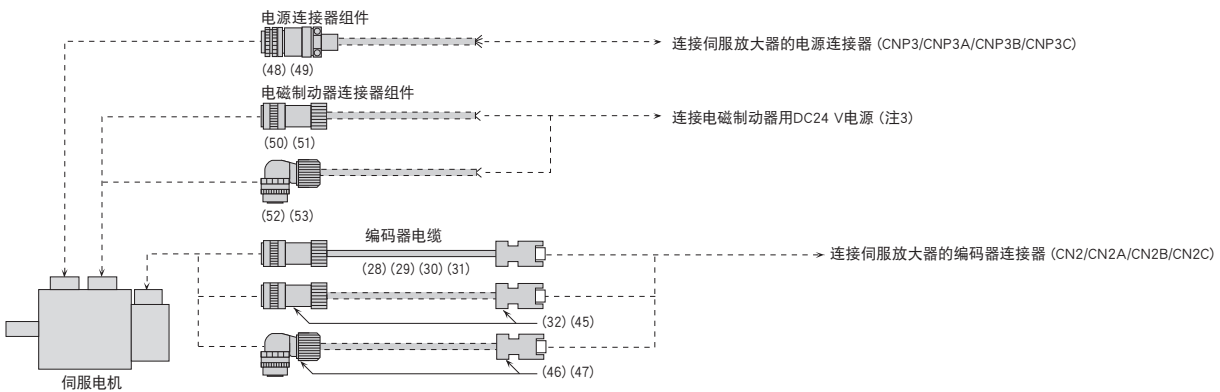 电源连接器组件
连接伺服放大器的电源连接器 (CNP3/CNP3A/CNP3B/CNP3C)
(48) (49)
电磁制动器连接器组件
连接电磁制动器用DC24 V电源 (注3)
(50) (51)
(52) (53)
编码器电缆
连接伺服放大器的编码器连接器 (CN2/CN2A/CN2B/CN2C)
(28) (29) (30) (31)
(32) (45)
(46) (47)
伺服电机